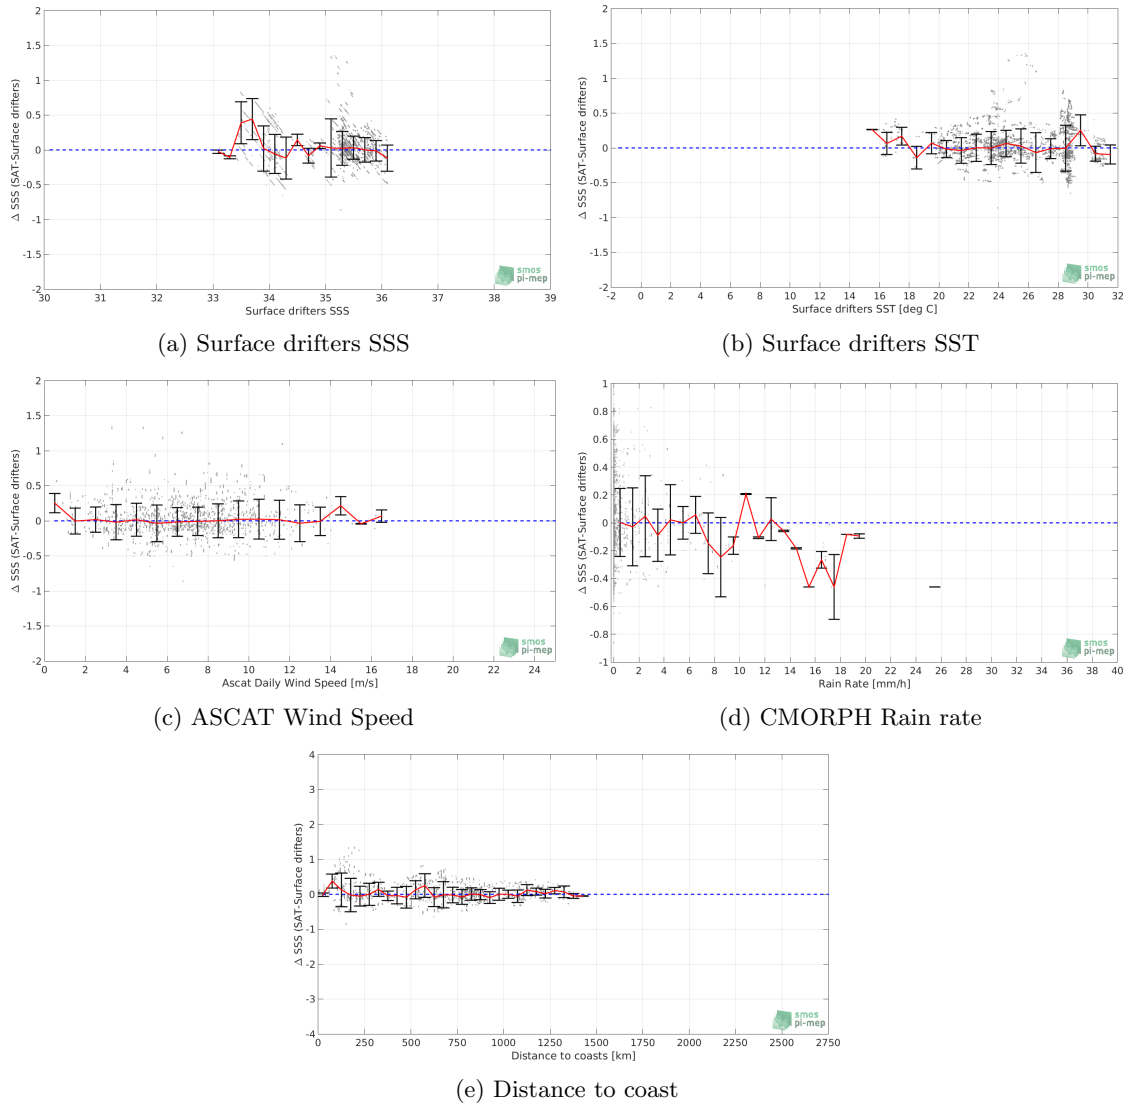 2
1.5
1
0.5
0
-0.5
-1
-1.5
-2
Δ SSS (SAT-Surface drifters)
30 31 32 33 34 35 36 37 38 39
Surface drifters SSS
smos
pi-mep
(a) Surface drifters SSS
2
1.5
1
0.5
0
-0.5
-1
-1.5
-2
Δ SSS (SAT-Surface drifters)
-2 0 2 4 6 8 10 12 14 16 18 20 22 24 26 28 30 32
Surface drifters SST [deg C]
smos
pi-mep
(b) Surface drifters SST
2
1.5
1
0.5
0
-0.5
-1
-1.5
-2
Δ SSS (SAT-Surface drifters)
0 2 4 6 8 10 12 14 16 18 20 22 24
Ascat Daily Wind Speed [m/s]
smos
pi-mep
(c) ASCAT Wind Speed
1
0.8
0.6
0.4
0.2
0
-0.2
-0.4
-0.6
-0.8
-1
Δ SSS (SAT-Surface drifters)
0 2 4 6 8 10 12 14 16 18 20 22 24 26 28 30 32 34 36 38 40
Rain Rate [mm/h]
smos
pi-mep
(d) CMORPH Rain rate
4
3
2
1
0
-1
-2
-3
-4
Δ SSS (SAT-Surface drifters)
0 250 500 750 1000 1250 1500 1750 2000 2250 2500 2750
Distance to coasts [km]
smos
pi-mep
(e) Distance to coast